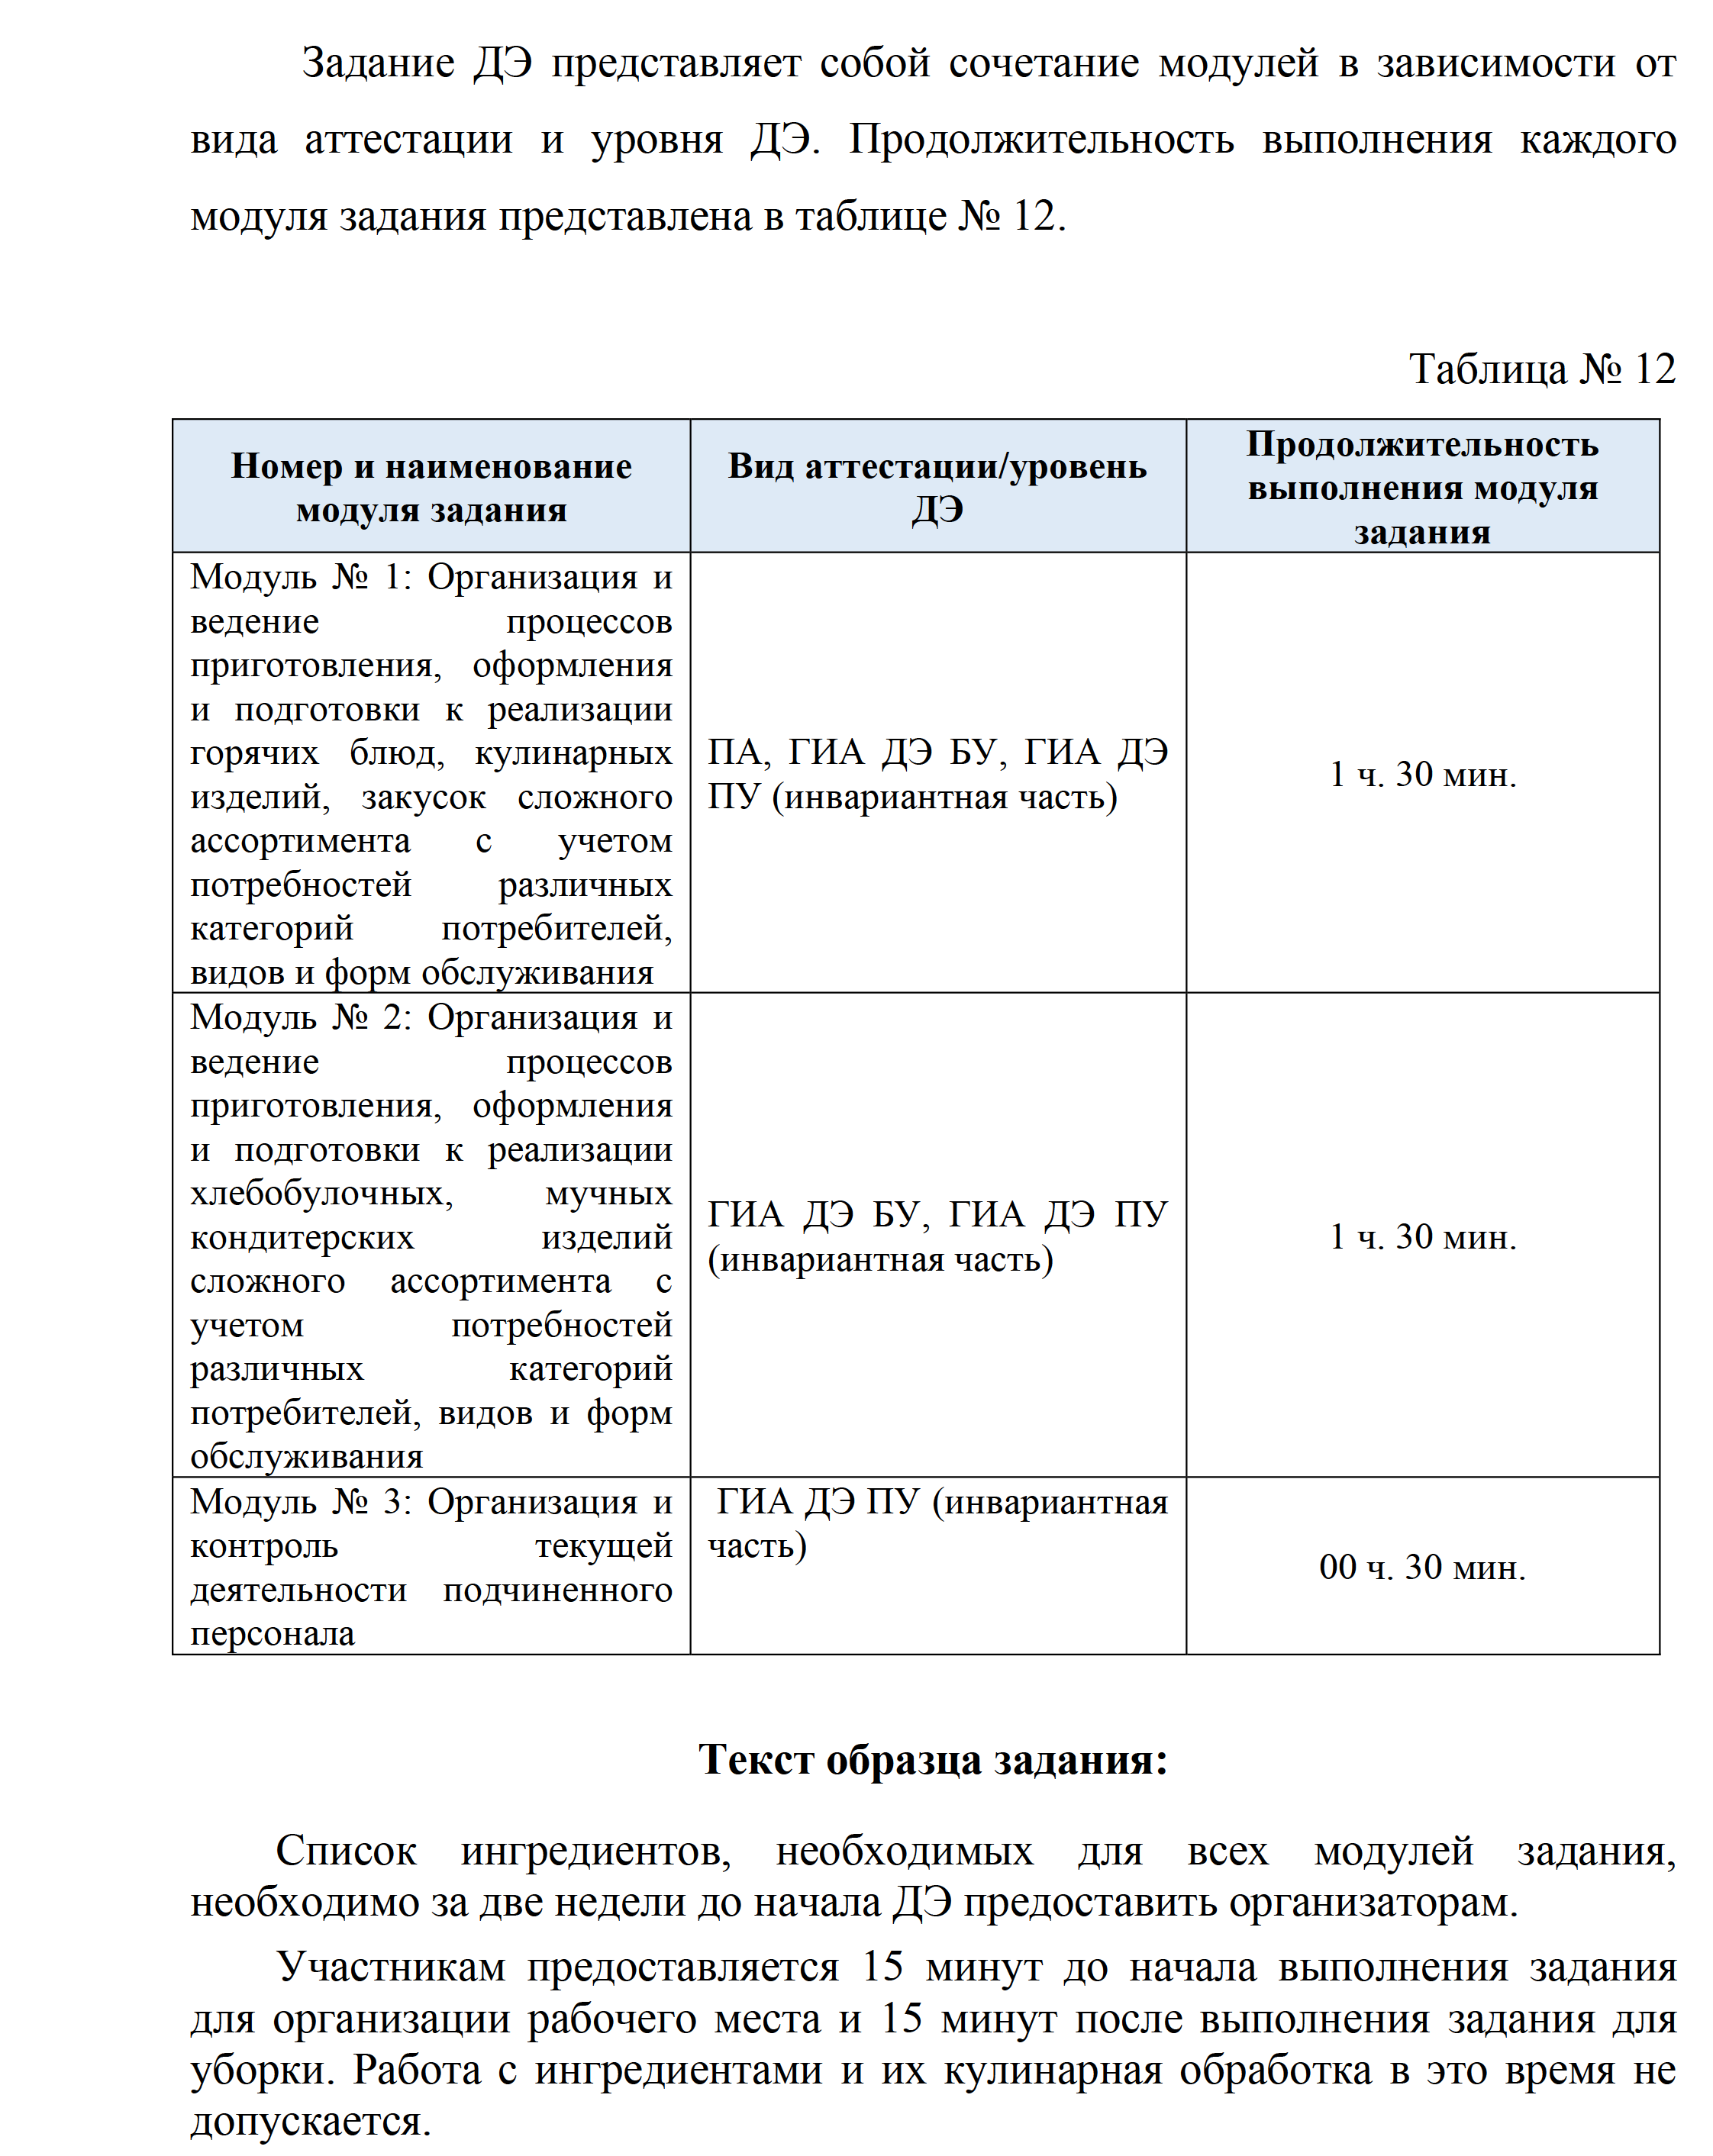 Задание ДЭ представляет собой сочетание модулей в зависимости от
вида аттестации и уровня ДЭ. Продолжительность выполнения каждого
модуля задания представлена в таблице № 12.
Таблица № 12
Номер и наименование
модуля задания
Вид аттестации/уровень
ДЭ
Продолжительность
выполнения модуля
задания
Модуль № 1: Организация и
ведение процессов
приготовления, оформления
и подготовки к реализации
горячих блюд, кулинарных
изделий, закусок сложного
ассортимента с учетом
потребностей различных
категорий потребителей,
видов и форм обслуживания
ПА, ГИА ДЭ БУ, ГИА ДЭ
ПУ (инвариантная часть)
1 ч. 30 мин.
Модуль № 2: Организация и
ведение процессов
приготовления, оформления
и подготовки к реализации
хлебобулочных, мучных
кондитерских изделий
сложного ассортимента с
учетом потребностей
различных категорий
потребителей, видов и форм
обслуживания
ГИА ДЭ БУ, ГИА ДЭ ПУ
(инвариантная часть)
1 ч. 30 мин.
Модуль № 3: Организация и
контроль текущей
деятельности подчиненного
персонала
ГИА ДЭ ПУ (инвариантная
часть)
00 ч. 30 мин.
Текст образца задания:
Список ингредиентов, необходимых для всех модулей задания,
необходимо за две недели до начала ДЭ предоставить организаторам.
Участникам предоставляется 15 минут до начала выполнения задания
для организации рабочего места и 15 минут после выполнения задания для
уборки. Работа с ингредиентами и их кулинарная обработка в это время не
допускается.